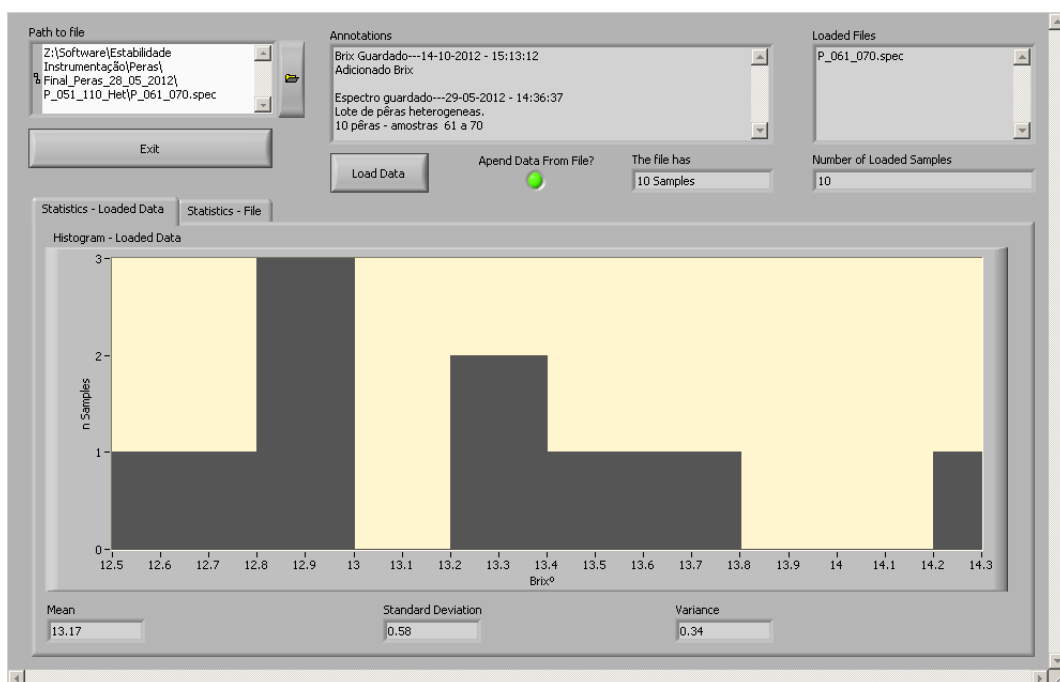 Path to file
Z:\Software\Estabilidade
Instrumentação\Peras\
Final_Peras_28_05_2012\
P_051_110_Het\P_061_070.spec
Exit
Annotations
Brix Guardado---14-10-2012 - 15:13:12
Adicionado Brix
Espectro guardado---29-05-2012 - 14:36:37
Lote de pêras heterogeneas.
10 pêras - amostras 61 a 70
Loaded Files
P_061_070.spec
Load Data
Apend Data From File?
The file has
10 Samples
Number of Loaded Samples
10
Statistics - Loaded Data
Statistics - File
Histogram - Loaded Data
n Samples
3
2
1
0
12.5 12.6 12.7 12.8 12.9 13 13.1 13.2 13.3 13.4 13.5 13.6 13.7 13.8 13.9 14 14.1 14.2 14.3
Brixº
Mean
13.17
Standard Deviation
0.58
Variance
0.34